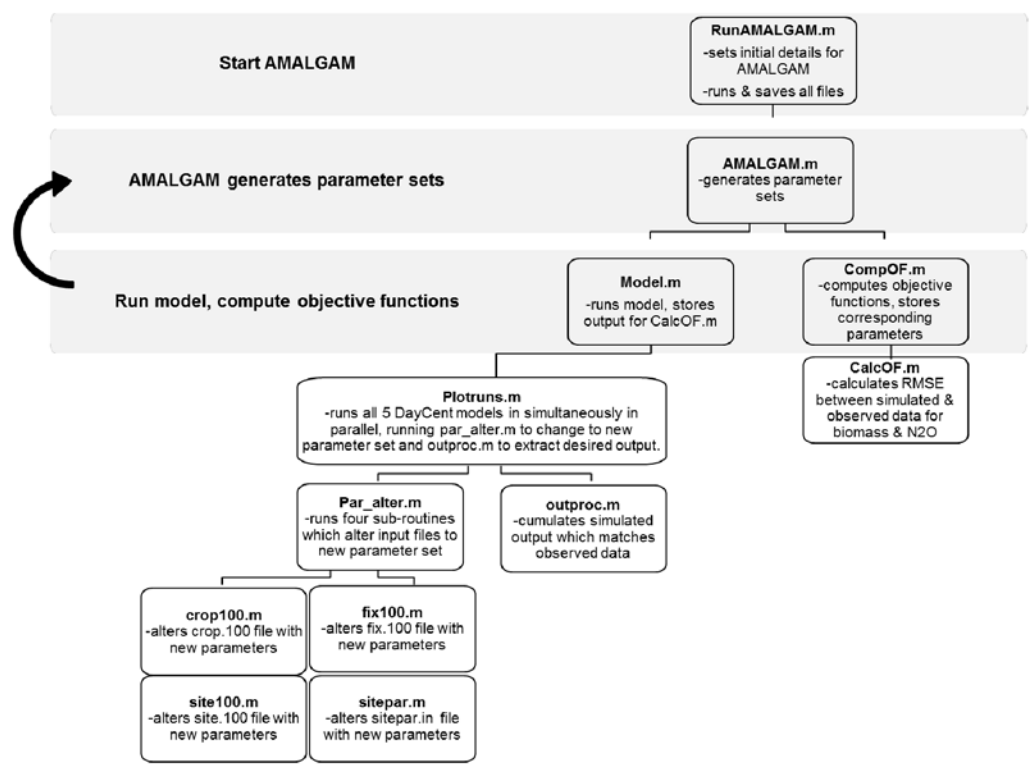 Start AMALGAM
RunAMALGAM.m
-sets initial details for
AMALGAM
-runs & saves all files
AMALGAM generates parameter sets
AMALGAM.m
-generates parameter
sets
Run model, compute objective functions
Model.m
- runs model, stores
output for CalcOF.m
CompOF.m
-computes objective
functions, stores
corresponding
parameters
CalcOF.m
-calculates RMSE
between simulated &
observed data for
biomass & N2O
Plotruns.m
-runs all 5 DayCent models in simultaneously in
parallel, running par_alter.m to change to new
parameter set and outproc.m to extract desired output.
Par_alter.m
-runs four sub-routines
which alter input files to
new parameter set
outproc.m
-cumulates simulated
output which matches
observed data
crop100.m
-alters crop.100 file with
new parameters
fix100.m
-alters fix.100 file with
new parameters
site100.m
-alters site.100 file with
new parameters
sitepar.m
-alters sitepar.in file
with new parameters